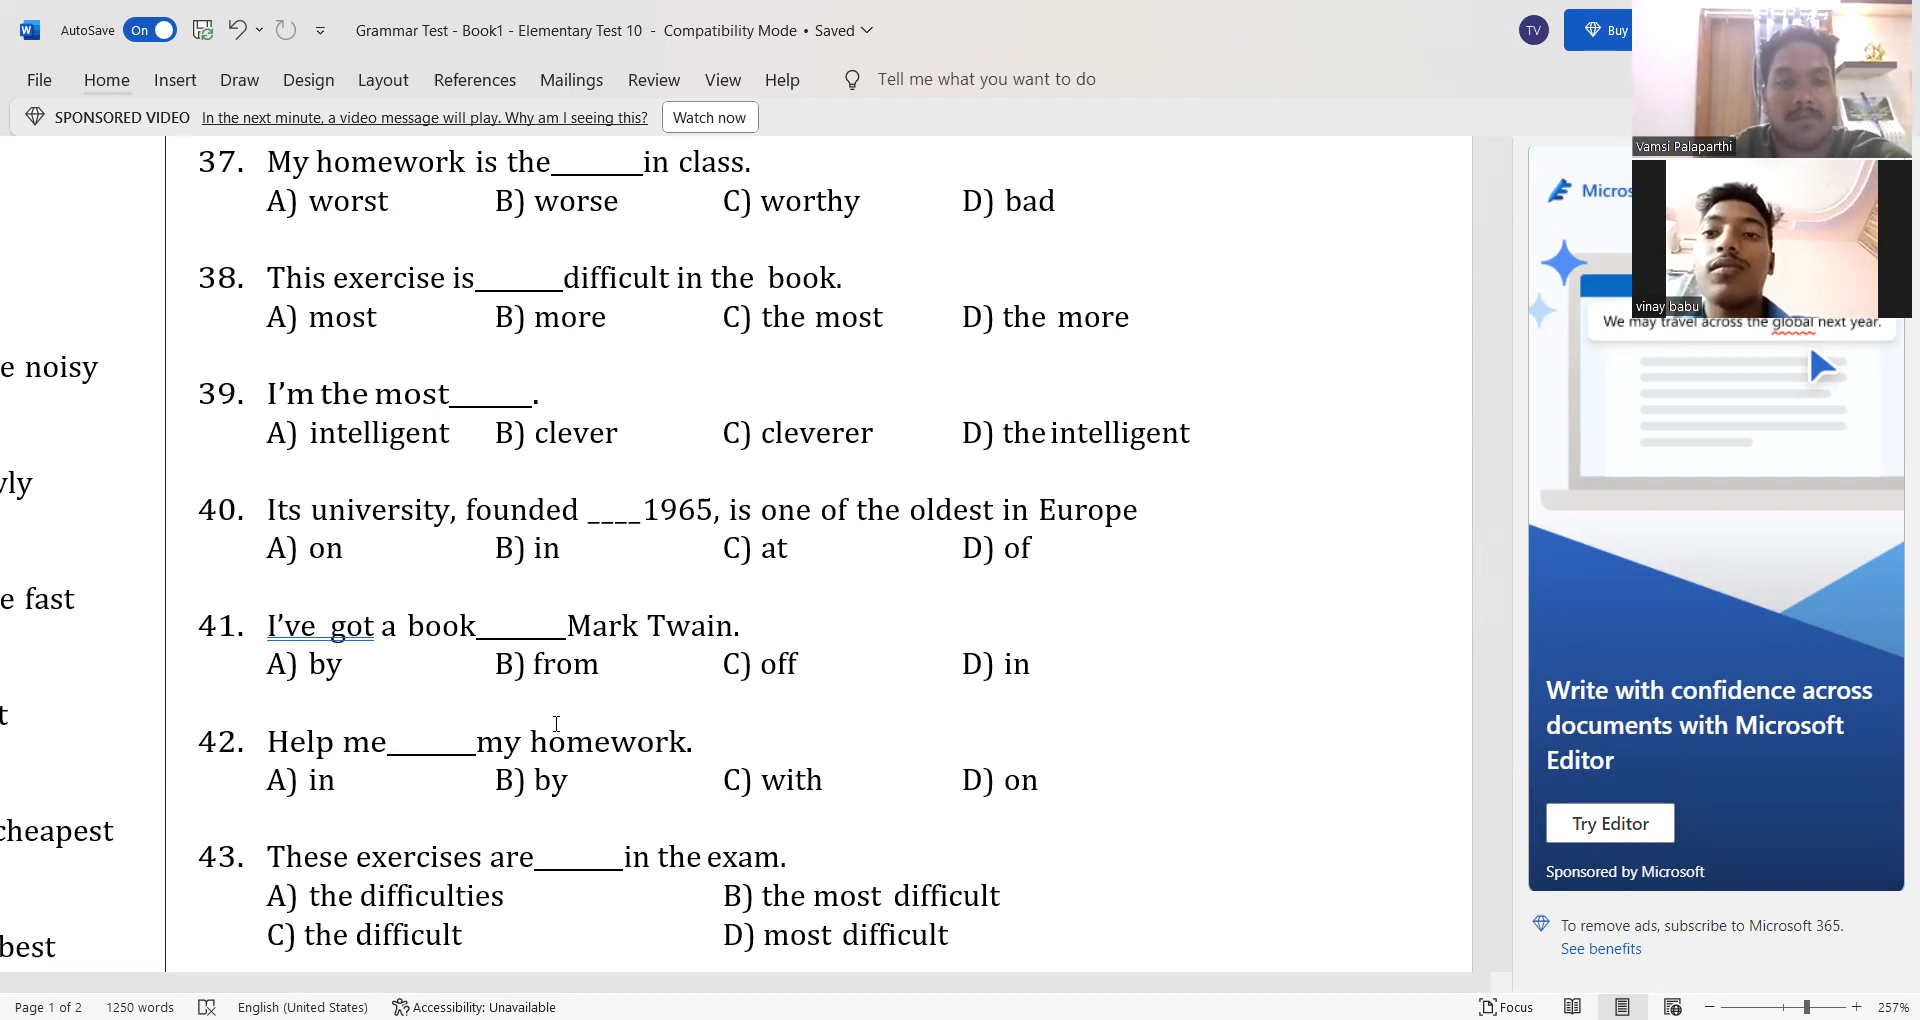 AutoSave On Grammar Test - Book1 - Elementary Test 10 - Compatibility Mode • Saved TV Buy
File Home Insert Draw Design Layout References Mailings Review View Help Tell me what you want to do
SPONSORED VIDEO In the next minute, a video message will play. Why am I seeing this? Watch now
Vamsi Palaparthi
vinay babu
e noisy
e fast
t
cheapest
best
37. My homework is the______in class.
A) worst B) worse C) worthy D) bad
38. This exercise is______difficult in the book.
A) most B) more C) the most D) the more
39. I’m the most______.
A) intelligent B) clever C) cleverer D) the intelligent
40. Its university, founded ____1965, is one of the oldest in Europe
A) on B) in C) at D) of
41. I’ve got a book______Mark Twain.
A) by B) from C) off D) in
42. Help me______my homework.
A) in B) by C) with D) on
43. These exercises are______in the exam.
A) the difficulties B) the most difficult
C) the difficult D) most difficult
Micros
We may travel across the global next year.
Write with confidence across
documents with Microsoft
Editor
Try Editor
Sponsored by Microsoft
To remove ads, subscribe to Microsoft 365.
See benefits
Page 1 of 2 1250 words English (United States) Accessibility: Unavailable Focus 257%